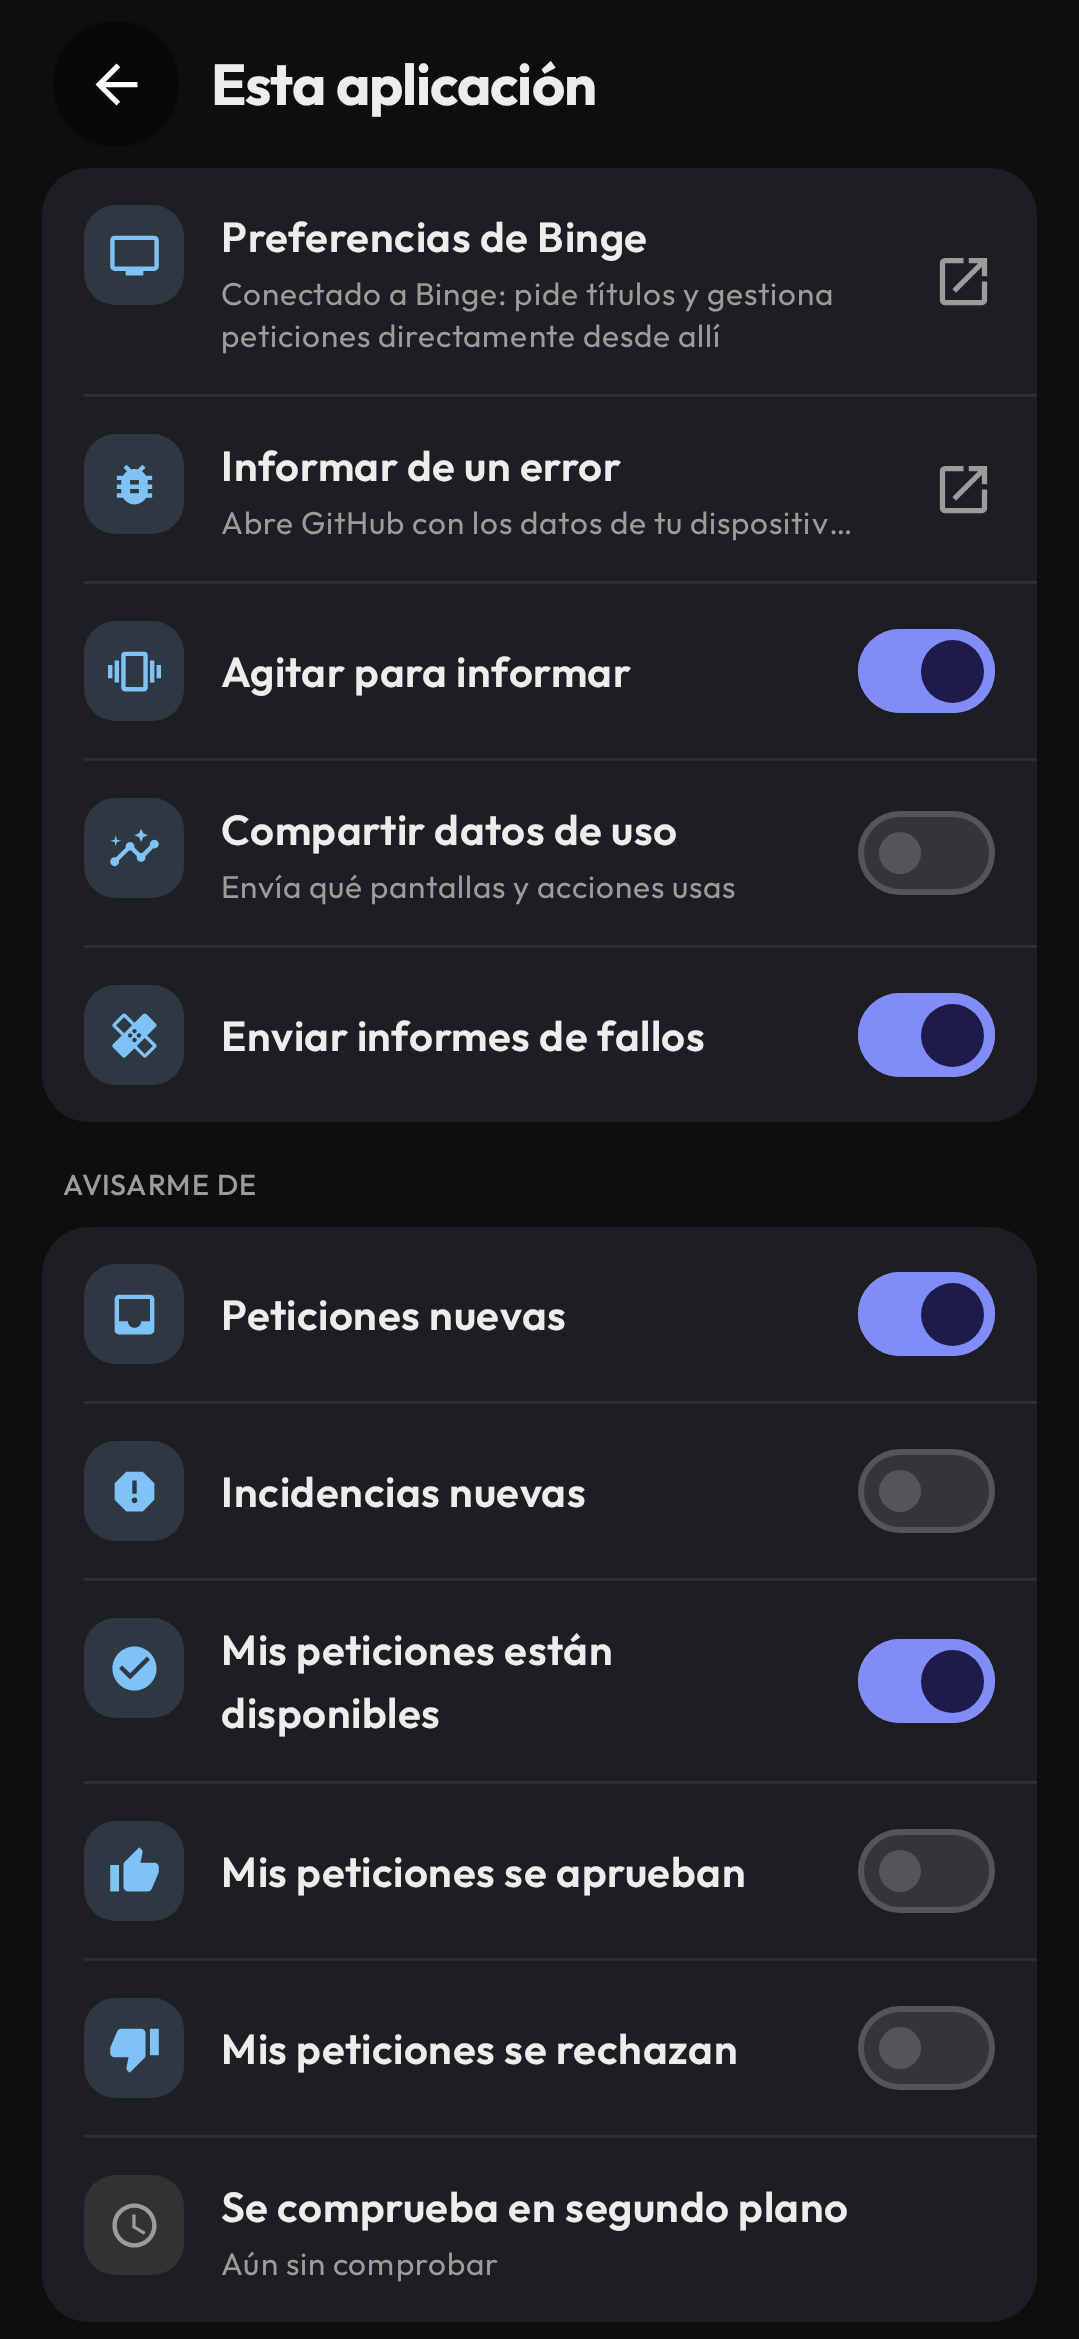 Esta aplicación
Preferencias de Binge
Conectado a Binge: pide títulos y gestiona
peticiones directamente desde allí
Informar de un error
Abre GitHub con los datos de tu dispositiv…
Agitar para informar
Compartir datos de uso
Envía qué pantallas y acciones usas
Enviar informes de fallos
AVISARME DE
Peticiones nuevas
Incidencias nuevas
Mis peticiones están
disponibles
Mis peticiones se aprueban
Mis peticiones se rechazan
Se comprueba en segundo plano
Aún sin comprobar